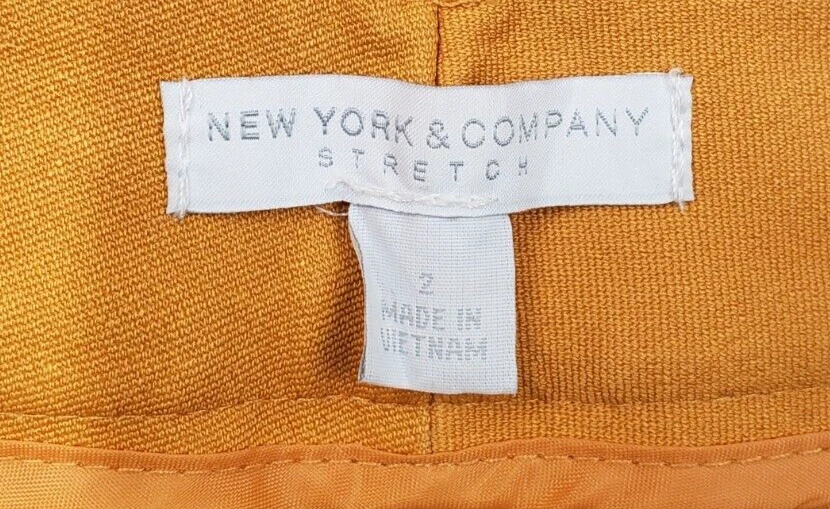 NEW YORK & COMPANY
STRETCH
2
MADE IN
VIETNAM